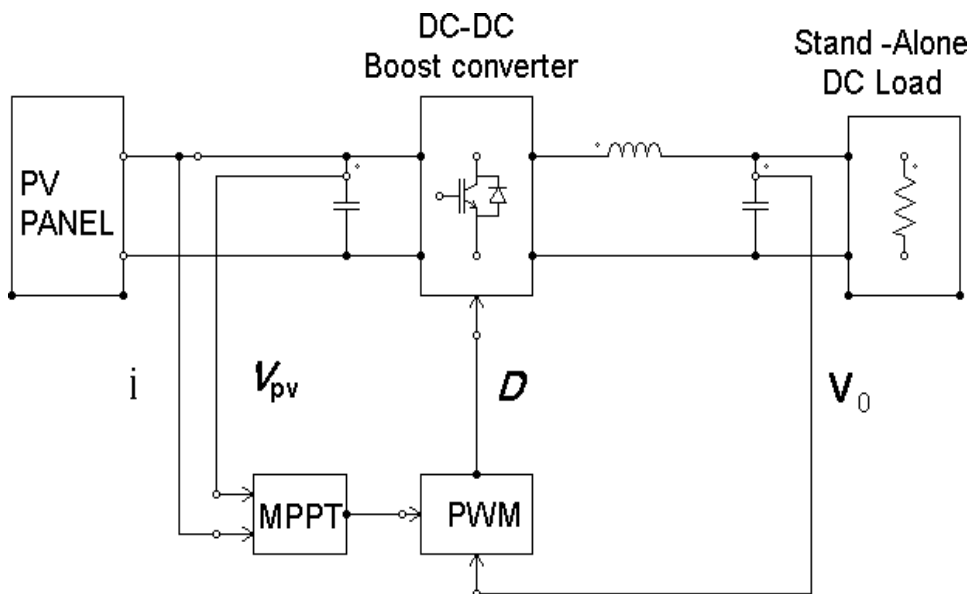 DC-DC
Boost converter
Stand -Alone
DC Load
PV
PANEL
i
Vpv
D
V0
MPPT
PWM